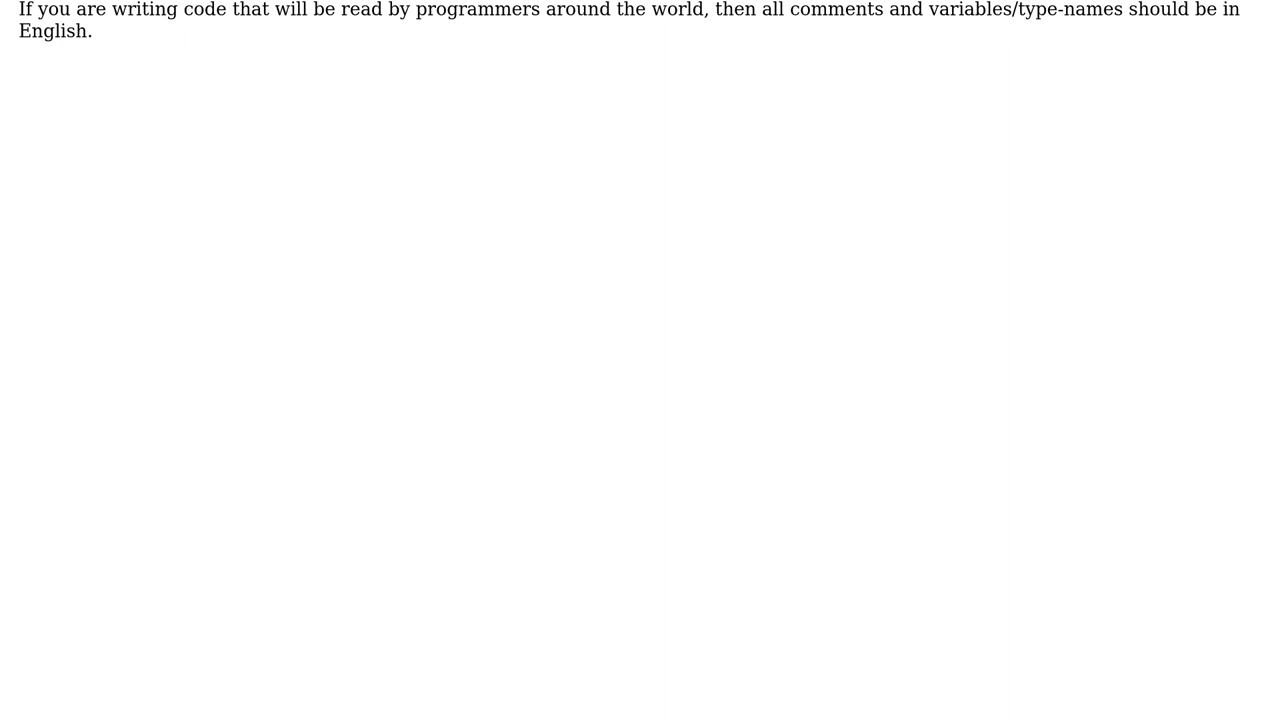 If you are writing code that will be read by programmers around the world, then all comments and variables/type-names should be in
English.